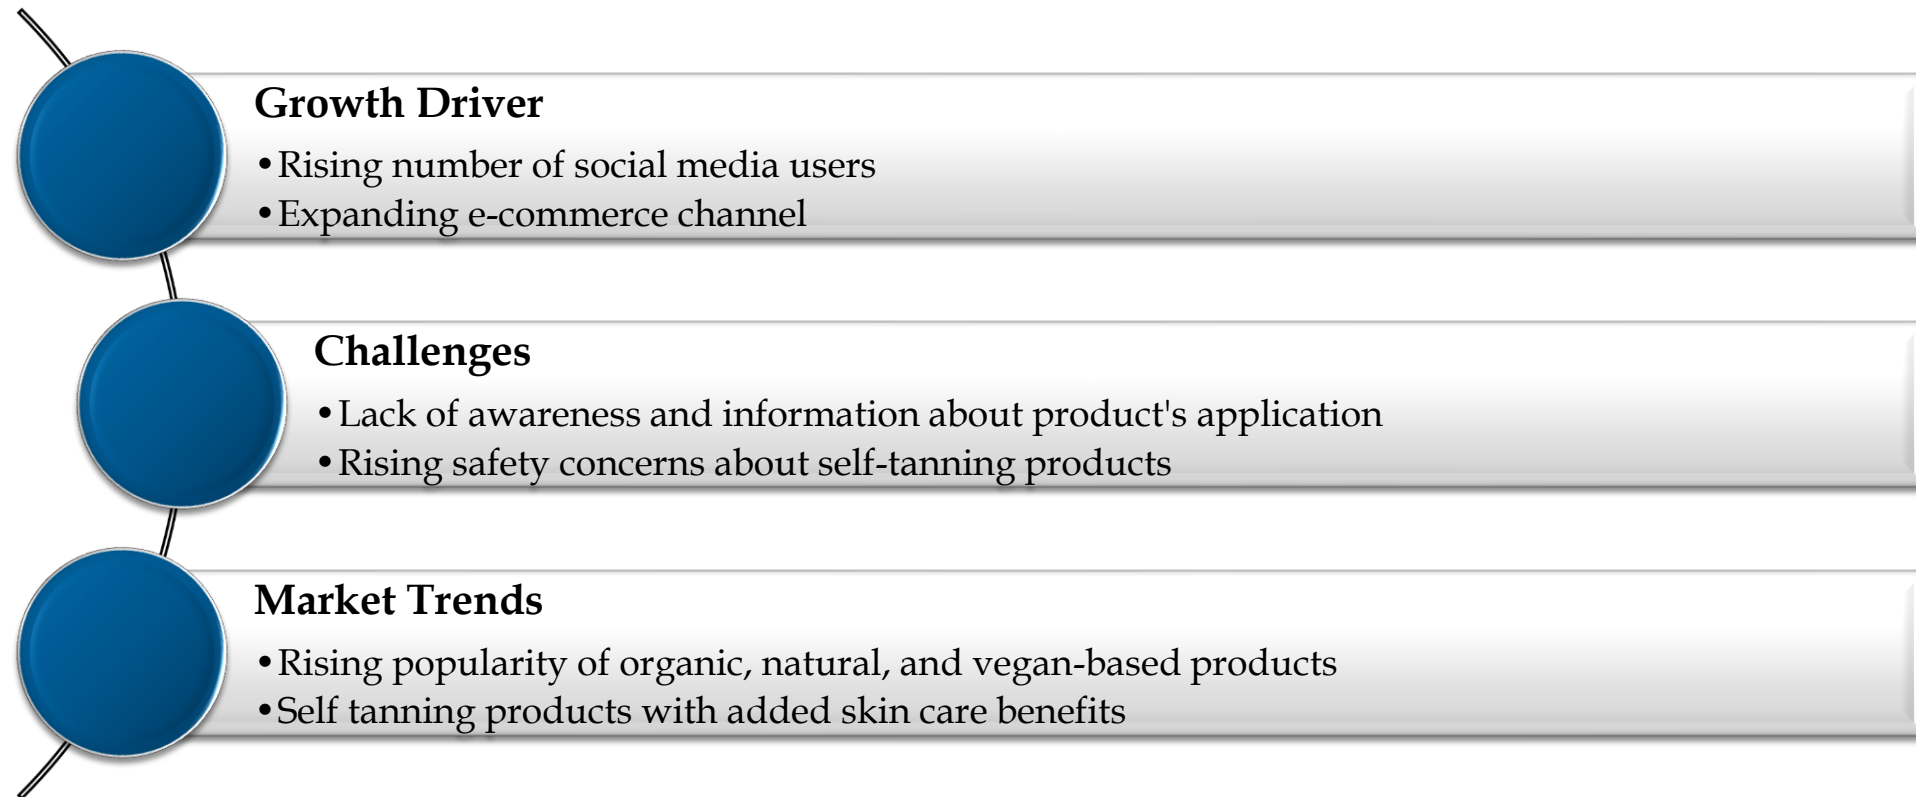 Growth Driver
•Rising number of social media users
•Expanding e-commerce channel
Challenges
•Lack of awareness and information about product's application
•Rising safety concerns about self-tanning products
Market Trends
•Rising popularity of organic, natural, and vegan-based products
•Self tanning products with added skin care benefits